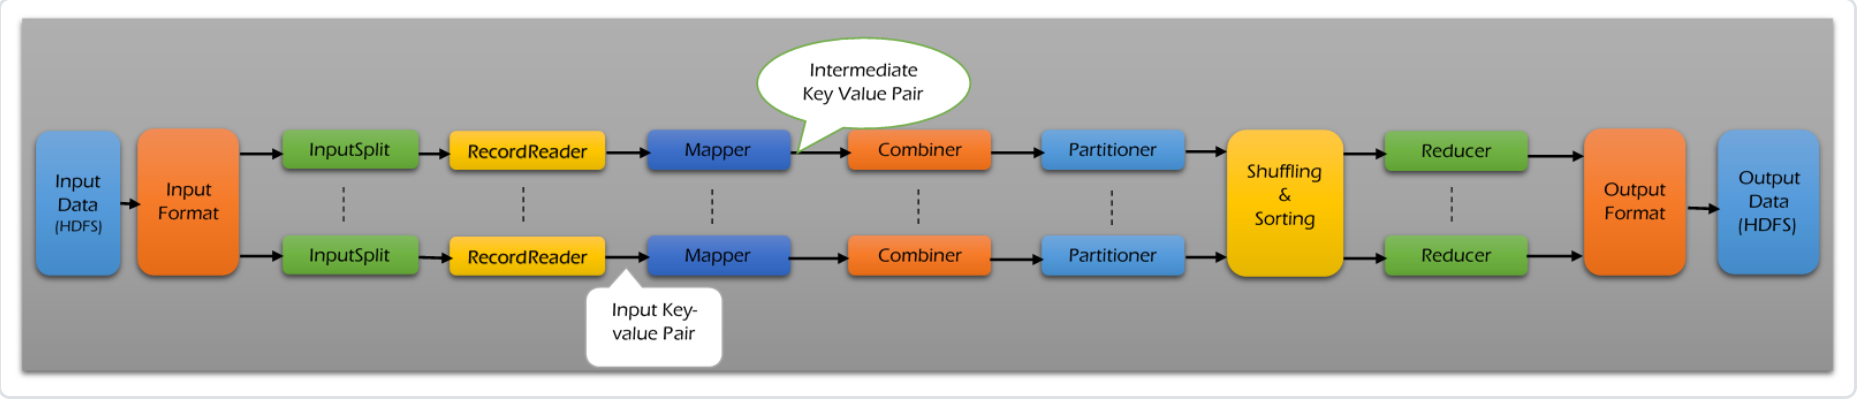 Intermediate
Key Value Pair
Input
Data
(HDFS)
Input
Format
InputSplit
RecordReader
Mapper
Combiner
Partitioner
Shuffling
&
Sorting
Reducer
Output
Format
Output
Data
(HDFS)
InputSplit
RecordReader
Mapper
Combiner
Partitioner
Reducer
Input Key-
value Pair